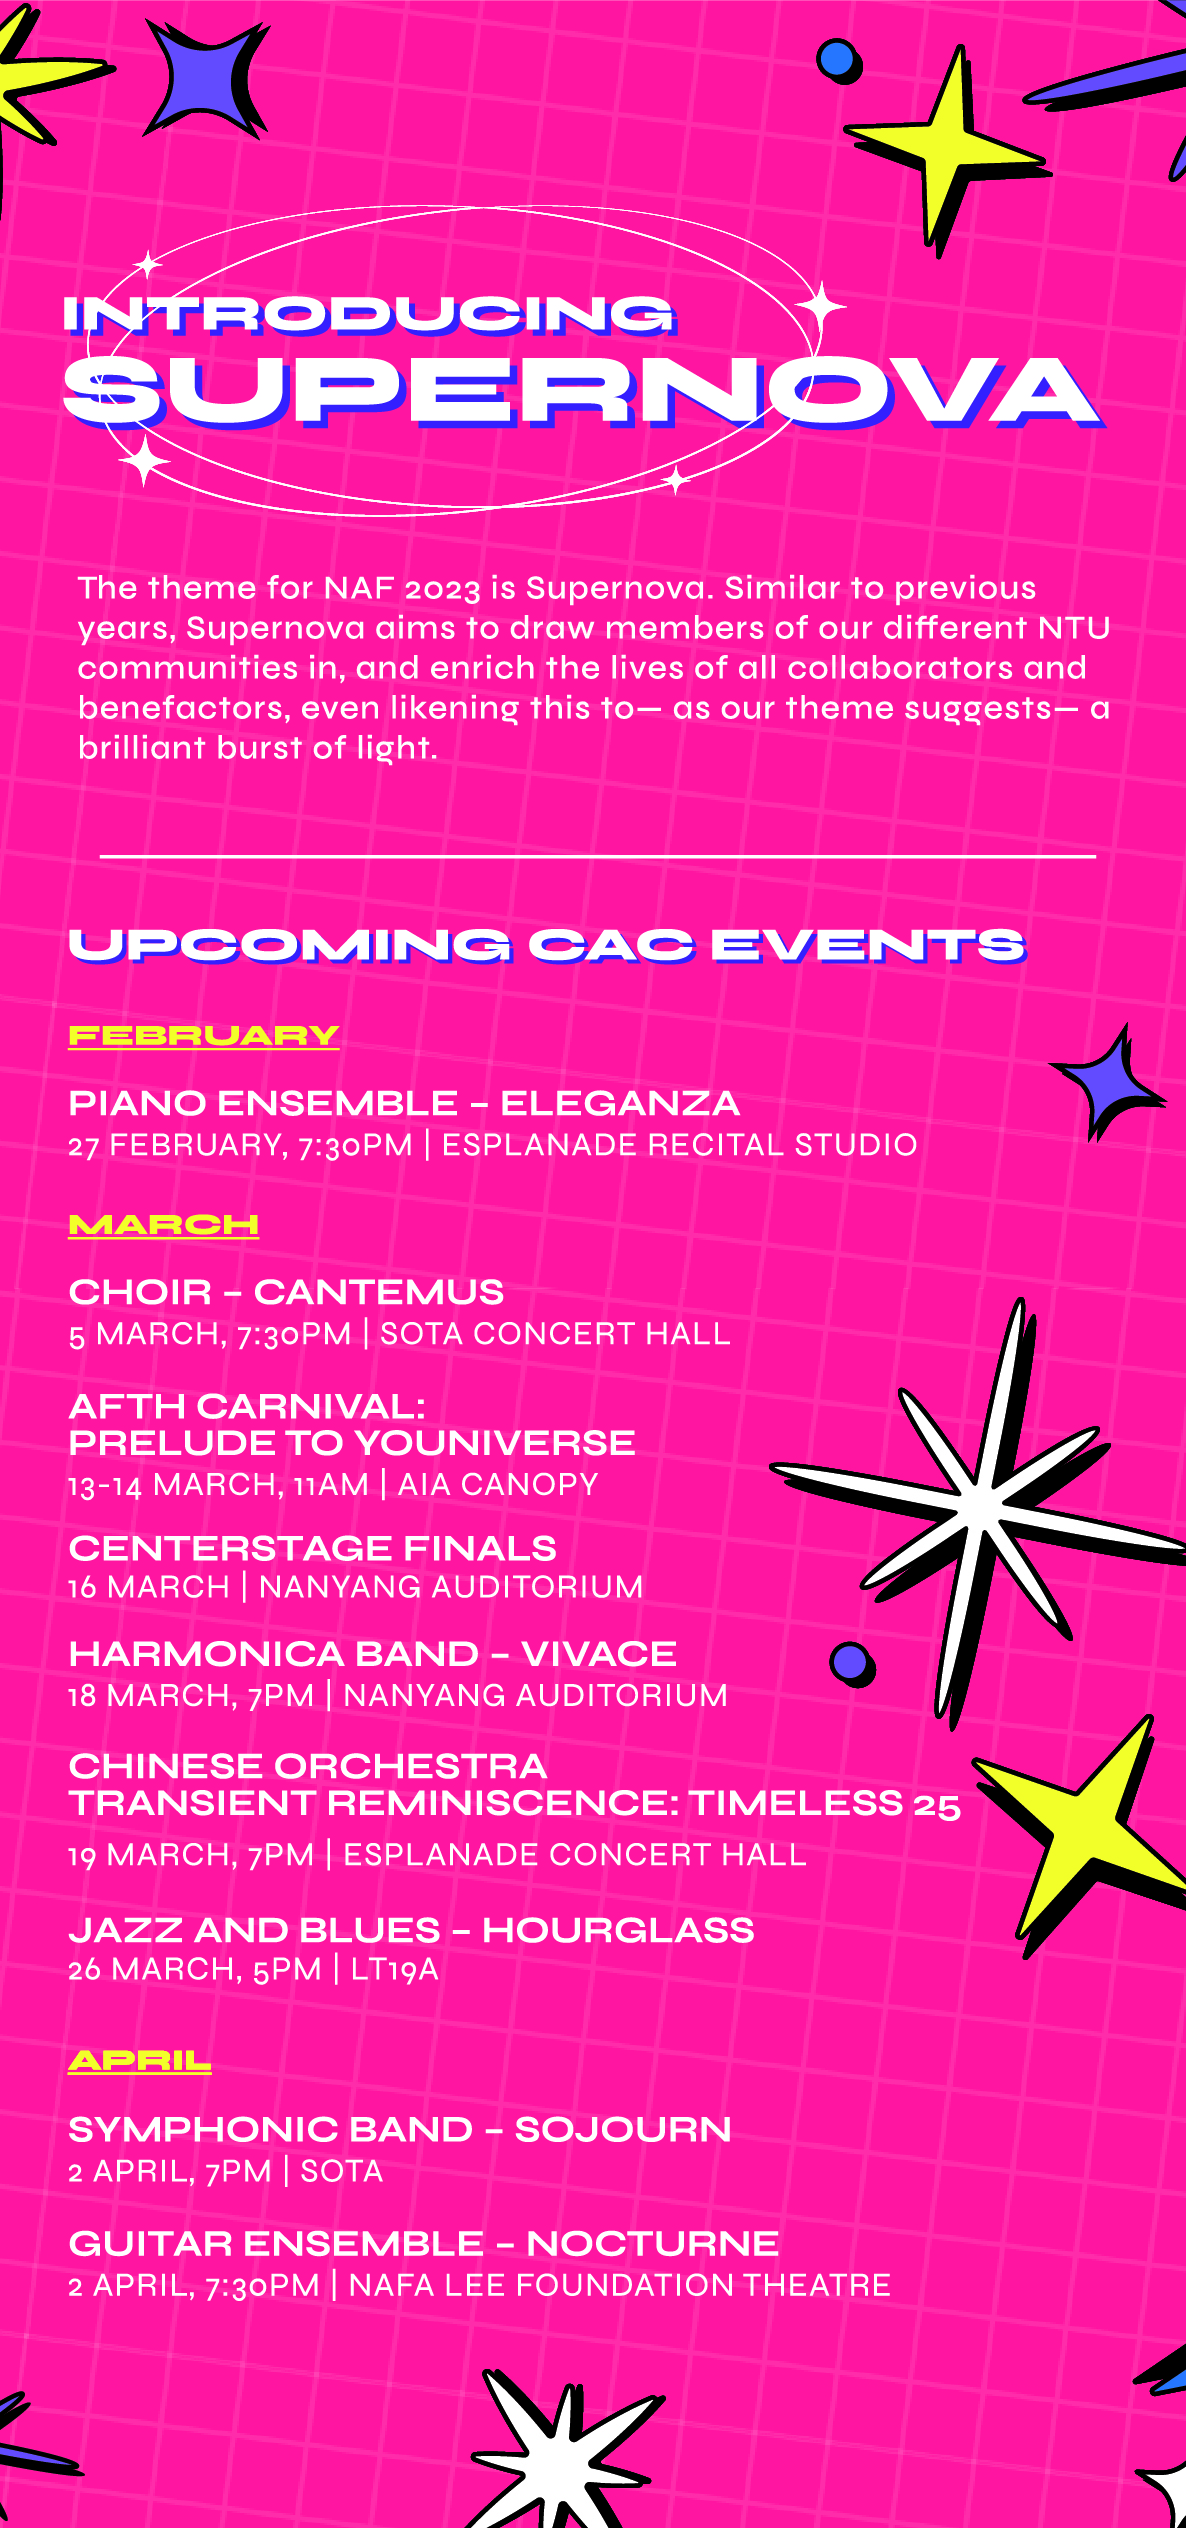 INTRODUCING
SUPERNOVA
The theme for NAF 2023 is Supernova. Similar to previous
years, Supernova aims to draw members of our different NTU
communities in, and enrich the lives of all collaborators and
benefactors, even likening this to— as our theme suggests— a
brilliant burst of light.
UPCOMING CAC EVENTS
FEBRUARY
PIANO ENSEMBLE – ELEGANZA
27 FEBRUARY, 7:30PM | ESPLANADE RECITAL STUDIO
MARCH
CHOIR – CANTEMUS
5 MARCH, 7:30PM | SOTA CONCERT HALL
AFTH CARNIVAL:
PRELUDE TO YOUNIVERSE
13-14 MARCH, 11AM | AIA CANOPY
CENTERSTAGE FINALS
16 MARCH | NANYANG AUDITORIUM
HARMONICA BAND – VIVACE
18 MARCH, 7PM | NANYANG AUDITORIUM
CHINESE ORCHESTRA
TRANSIENT REMINISCENCE: TIMELESS 25
19 MARCH, 7PM | ESPLANADE CONCERT HALL
JAZZ AND BLUES – HOURGLASS
26 MARCH, 5PM | LT19A
APRIL
SYMPHONIC BAND – SOJOURN
2 APRIL, 7PM | SOTA
GUITAR ENSEMBLE – NOCTURNE
2 APRIL, 7:30PM | NAFA LEE FOUNDATION THEATRE